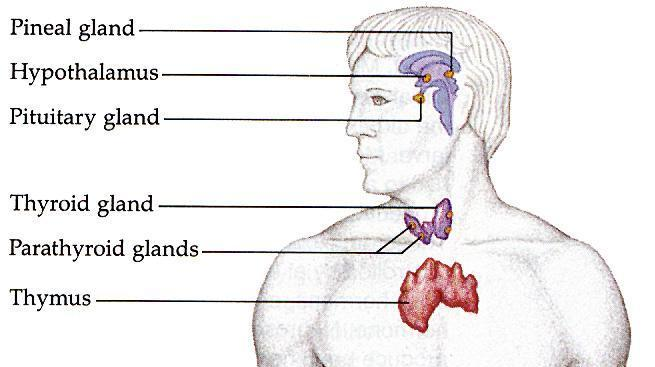 Pineal gland
Hypothalamus
Pituitary gland
Thyroid gland
Parathyroid glands
Thymus